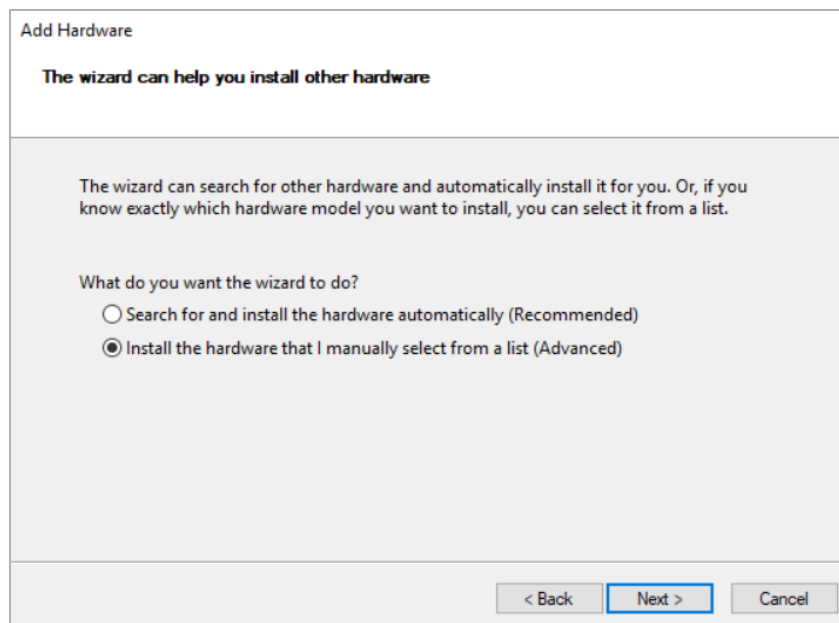 Add Hardware
The wizard can help you install other hardware
The wizard can search for other hardware and automatically install it for you. Or, if you
know exactly which hardware model you want to install, you can select it from a list.
What do you want the wizard to do?
Search for and install the hardware automatically (Recommended)
Install the hardware that I manually select from a list (Advanced)
< Back Next > Cancel